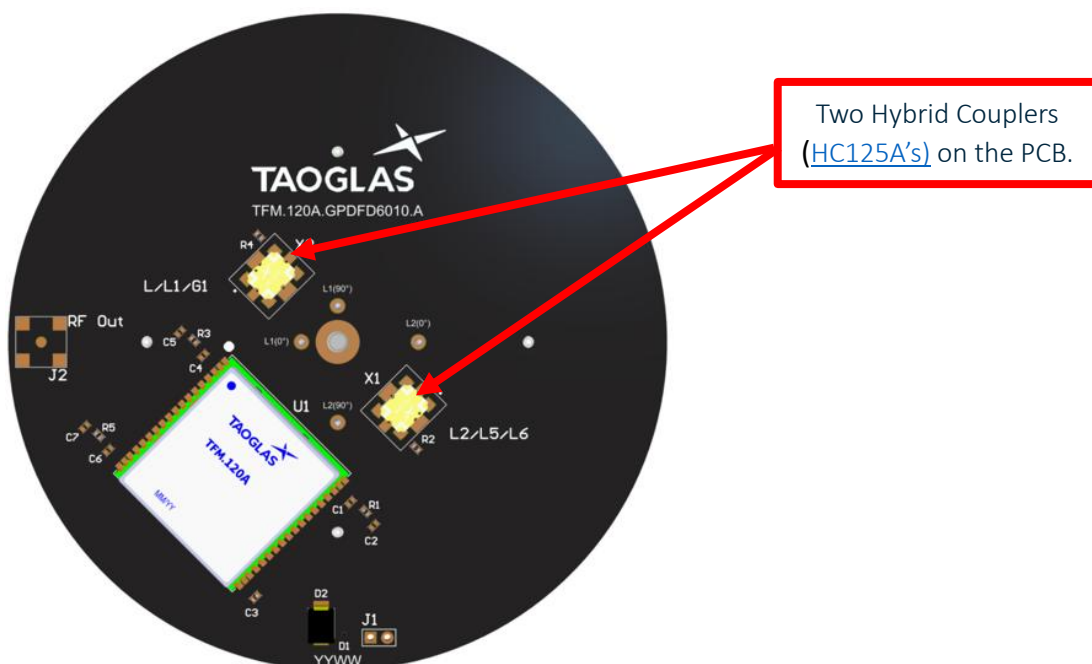 Two Hybrid Couplers
(HC125A’s) on the PCB.
TAOGLAS
TFM.120A.GPDFD6010.A
R4
L/L1/G1
L1(90°)
RF Out
C5
R3
L1(0°)
L2(0°)
C4
J2
X1
U1
L2(90°)
C7
R5
TAOGLAS
R2
L2/L5/L6
C6
TFM.120A
MM/YY
C1
R1
C2
C3
D2
J1
D1
YYWW